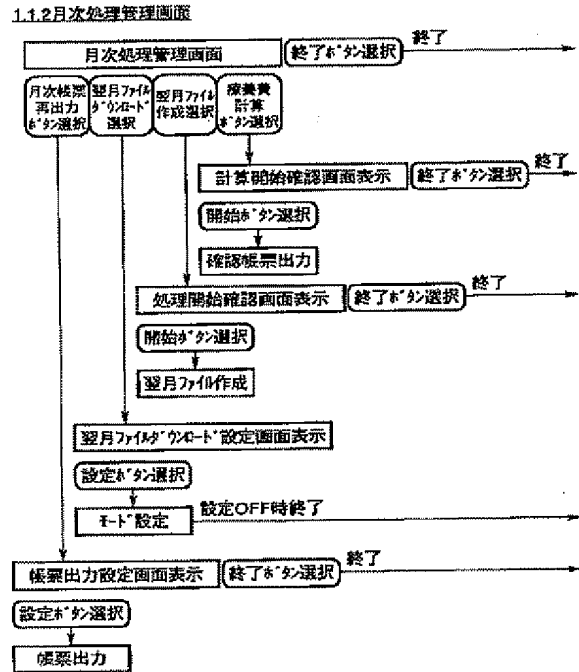 1.1.2月次処理管理画面
月次処理管理画面
終了ボタン選択
終了
月次帳票
再出力
ボタン選択
翌月ファイル
ダウンロード
選択
翌月ファイル
作成選択
療養費
計算
ボタン選択
計算開始確認画面表示
終了ボタン選択
終了
開始ボタン選択
確認帳票出力
処理開始確認画面表示
終了ボタン選択
終了
開始ボタン選択
翌月ファイル作成
翌月ファイルダウンロード設定画面表示
設定ボタン選択
モード設定
設定OFF時終了
帳票出力設定画面表示
終了ボタン選択
終了
設定ボタン選択
帳票出力